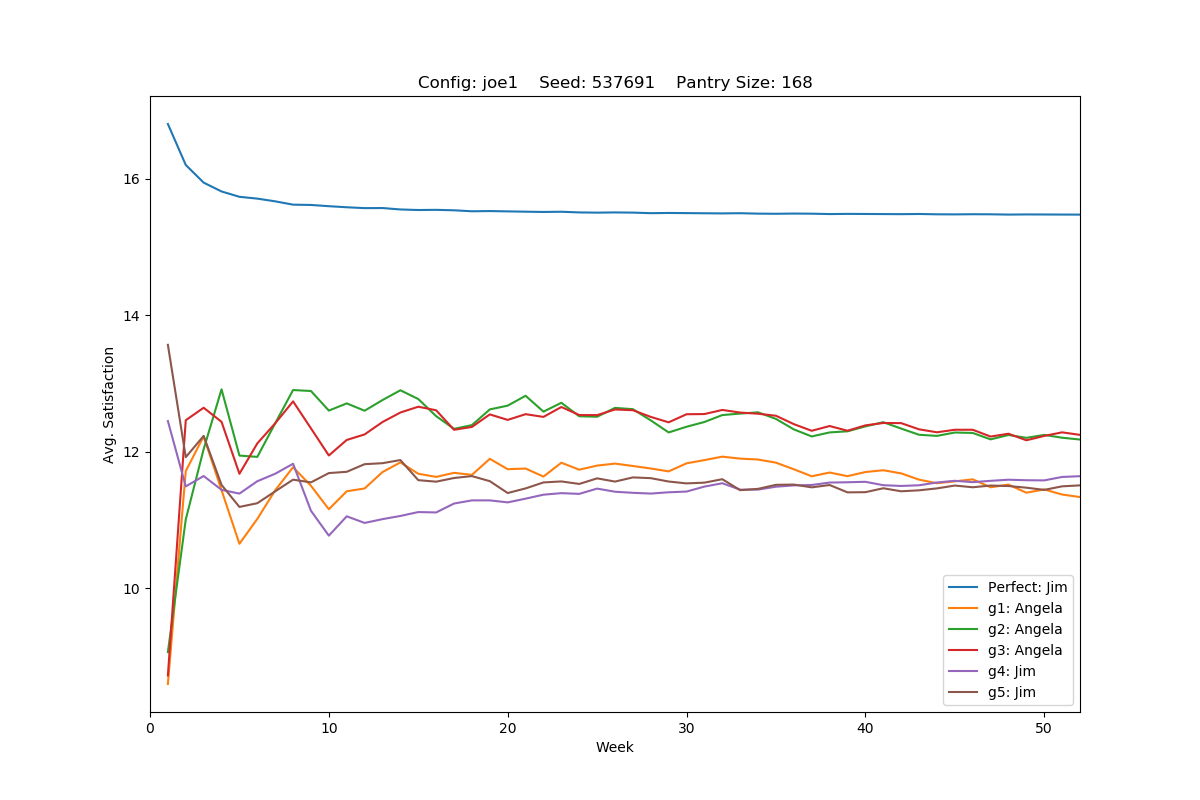 Config: joe1    Seed: 537691    Pantry Size: 168
Avg. Satisfaction
16
14
12
10
0
10
20
30
40
50
Week
Perfect: Jim
g1: Angela
g2: Angela
g3: Angela
g4: Jim
g5: Jim